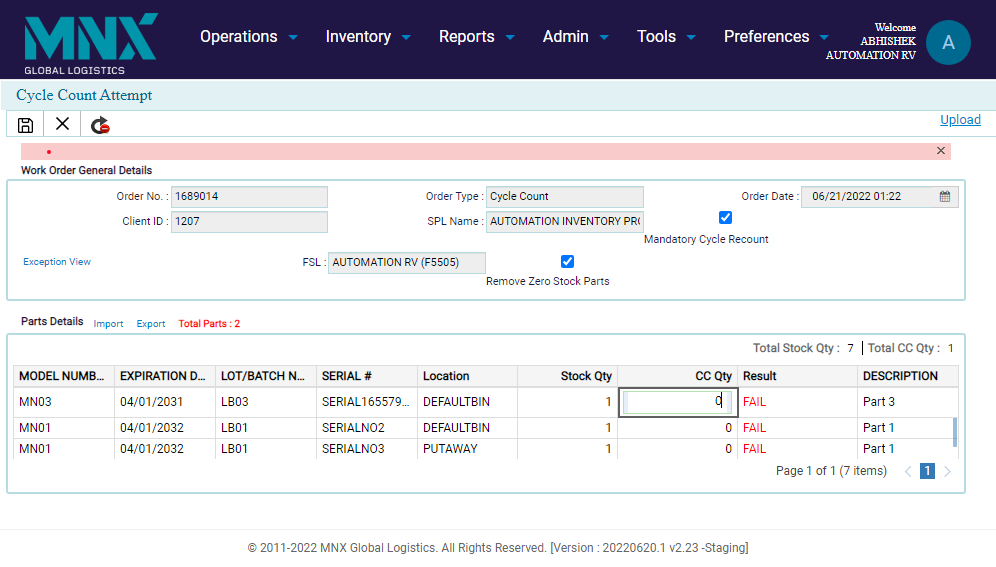 MNX
GLOBAL LOGISTICS
Operations Inventory Reports Admin Tools Preferences
Welcome
ABHISHEK
AUTOMATION RV
A
Cycle Count Attempt
Upload
Work Order General Details
Order No. : 1689014 Order Type : Cycle Count Order Date : 06/21/2022 01:22
Client ID : 1207 SPL Name : AUTOMATION INVENTORY PRO
Mandatory Cycle Recount
Exception View FSL : AUTOMATION RV (F5505)
Remove Zero Stock Parts
Parts Details Import Export Total Parts : 2
Total Stock Qty : 7 Total CC Qty : 1
MODEL NUMB... EXPIRATION D... LOT/BATCH N... SERIAL # Location Stock Qty CC Qty Result DESCRIPTION
MN03 04/01/2031 LB03 SERIAL165579... DEFAULTBIN 1 0 FAIL Part 3
MN01 04/01/2032 LB01 SERIALNO2 DEFAULTBIN 1 0 FAIL Part 1
MN01 04/01/2032 LB01 SERIALNO3 PUTAWAY 1 0 FAIL Part 1
Page 1 of 1 (7 items) 1
© 2011-2022 MNX Global Logistics. All Rights Reserved. [Version : 20220620.1 v2.23 -Staging]